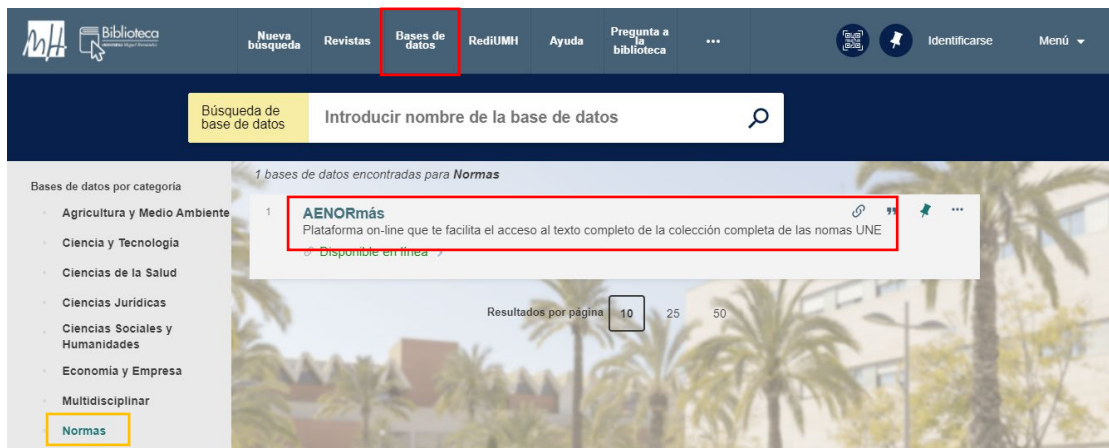 Biblioteca
Nueva
búsqueda
Revistas
Bases de
datos
RediUMH
Ayuda
Pregunta a
la
biblioteca
...
Identificarse
Menú
Búsqueda de
base de datos
Introducir nombre de la base de datos
Bases de datos por categoría
Agricultura y Medio Ambiente
Ciencia y Tecnología
Ciencias de la Salud
Ciencias Jurídicas
Ciencias Sociales y
Humanidades
Economía y Empresa
Multidisciplinar
Normas
1 bases de datos encontradas para Normas
1
AENORmás
Plataforma on-line que te facilita el acceso al texto completo de la colección completa de las nomas UNE
Disponible en línea
Resultados por página 10 25 50